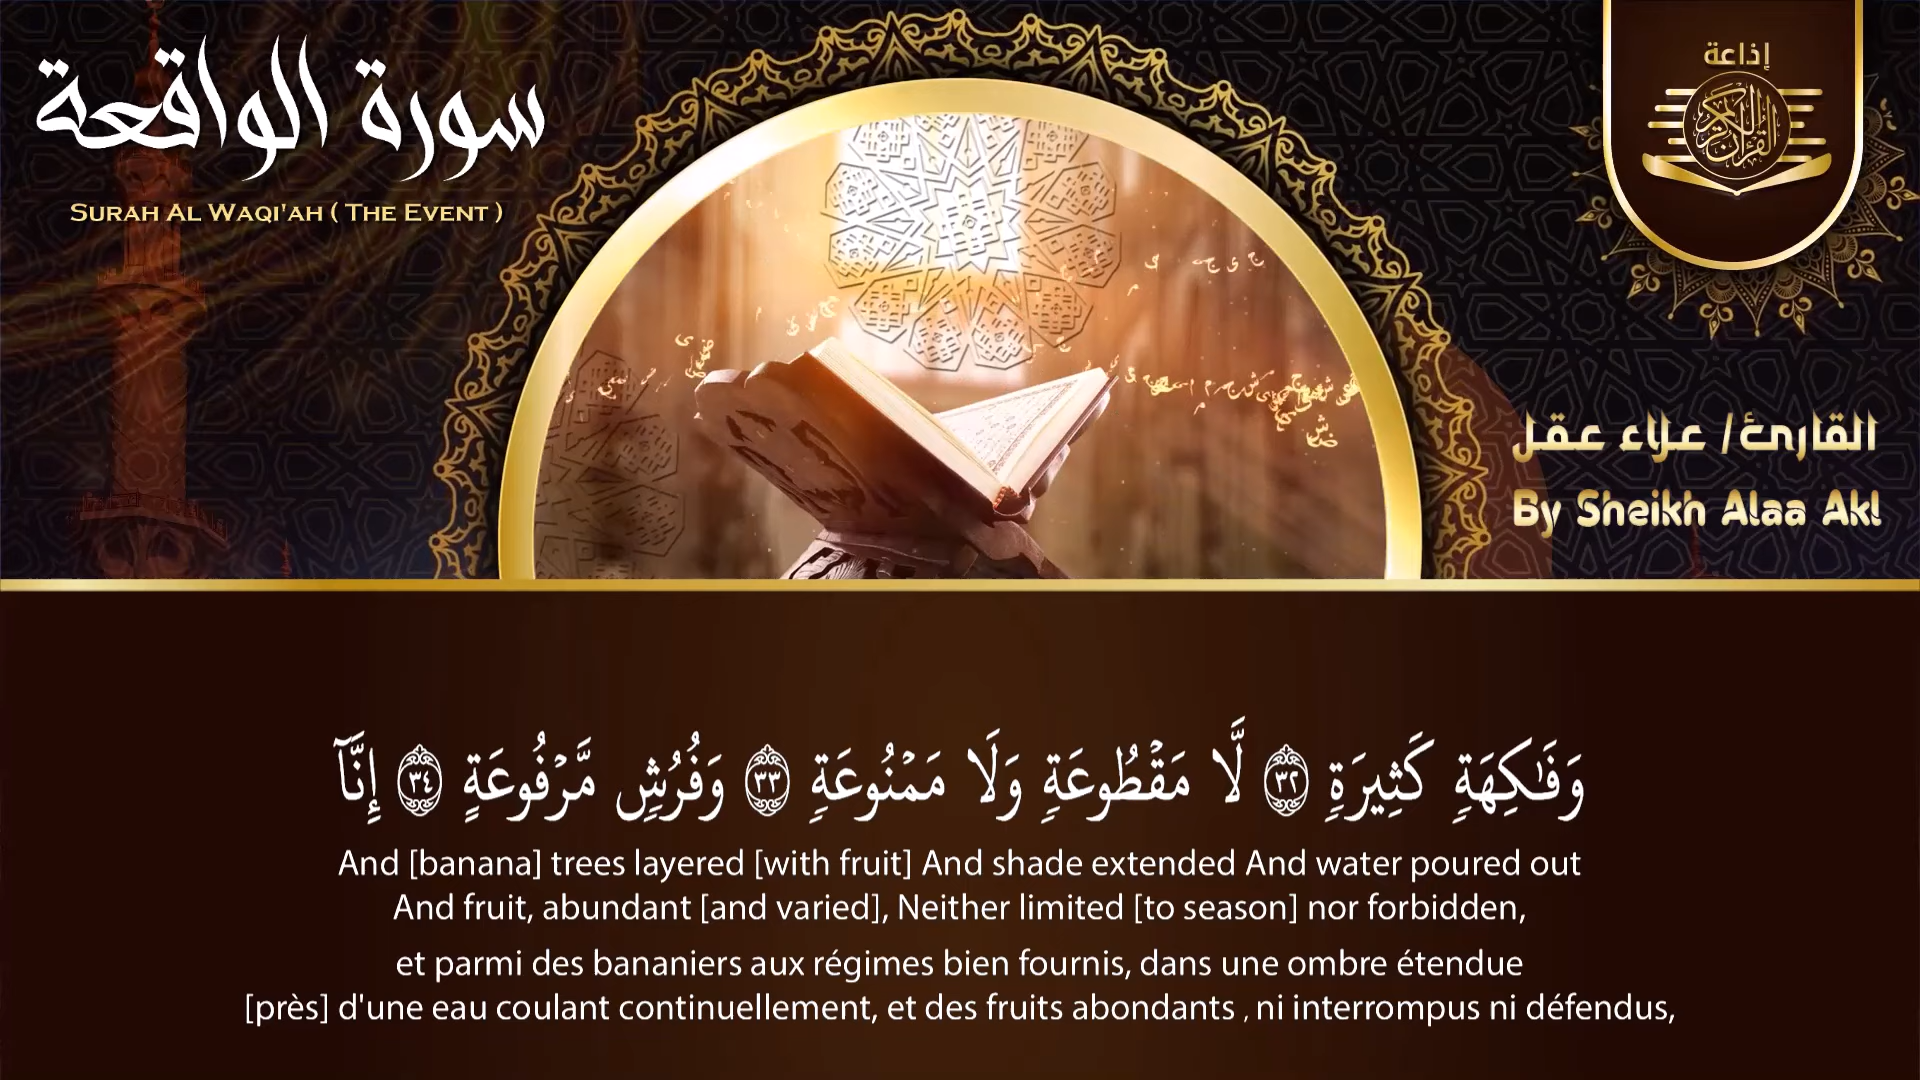 سورة الواقعة
SURAH AL WAQI'AH ( THE EVENT )
إذاعة
القرآن الكريم
القارئ/ علاء عقل
By Sheikh Alaa Akl
وَفَٰكِهَةٖ كَثِيرَةٖ ٣٢ لَّا مَقۡطُوعَةٖ وَلَا مَمۡنُوعَةٖ ٣٣ وَفُرُشٖ مَّرۡفُوعَةٍ ٣٤ إِنَّآ
And [banana] trees layered [with fruit] And shade extended And water poured out
And fruit, abundant [and varied], Neither limited [to season] nor forbidden,
et parmi des bananiers aux régimes bien fournis, dans une ombre étendue
[près] d'une eau coulant continuellement, et des fruits abondants , ni interrompus ni défendus,